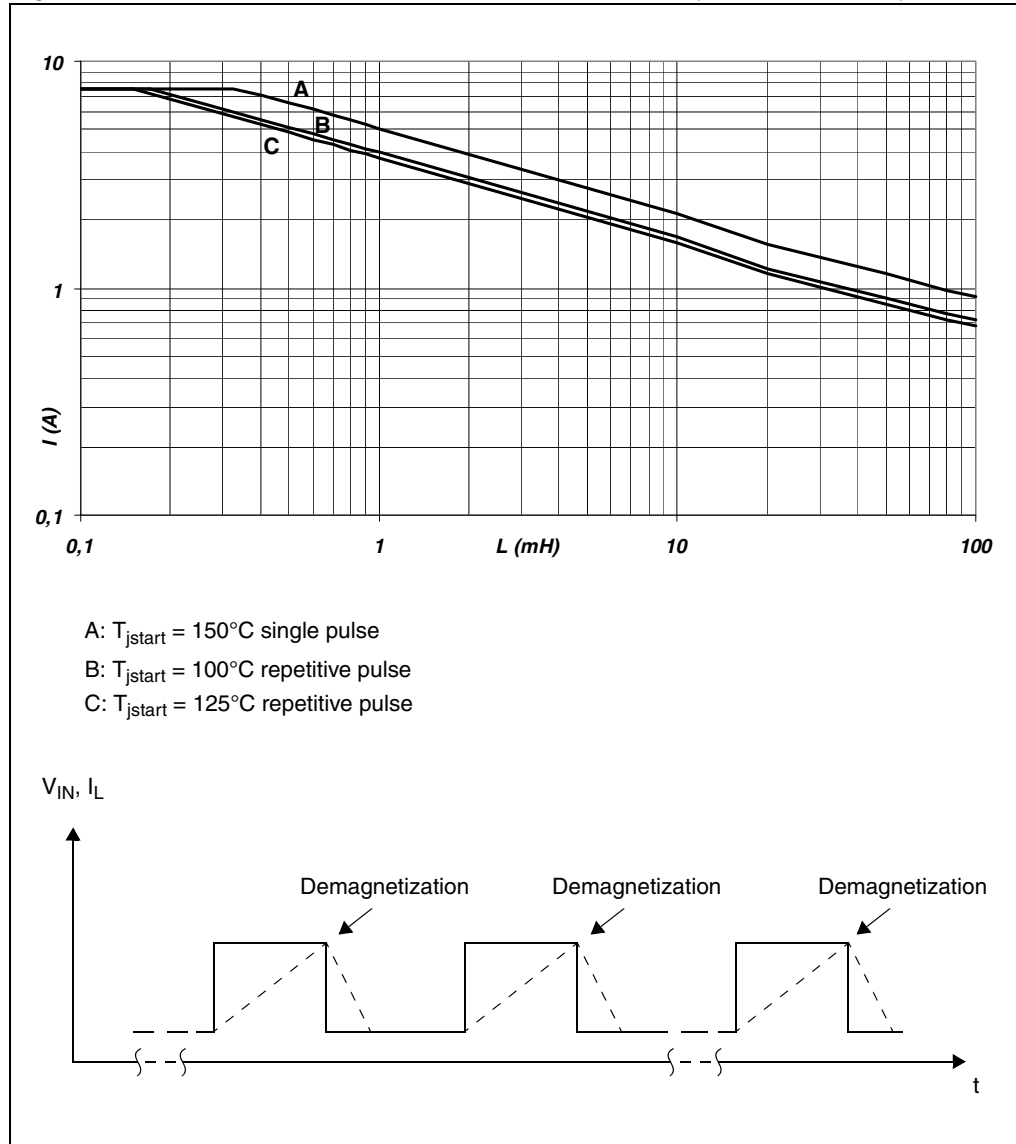 10
A
B
C
1
I (A)
0,1
0,1
1
L (mH)
10
100
A: Tjstart = 150°C single pulse
B: Tjstart = 100°C repetitive pulse
C: Tjstart = 125°C repetitive pulse
VIN, IL
Demagnetization
Demagnetization
Demagnetization
t